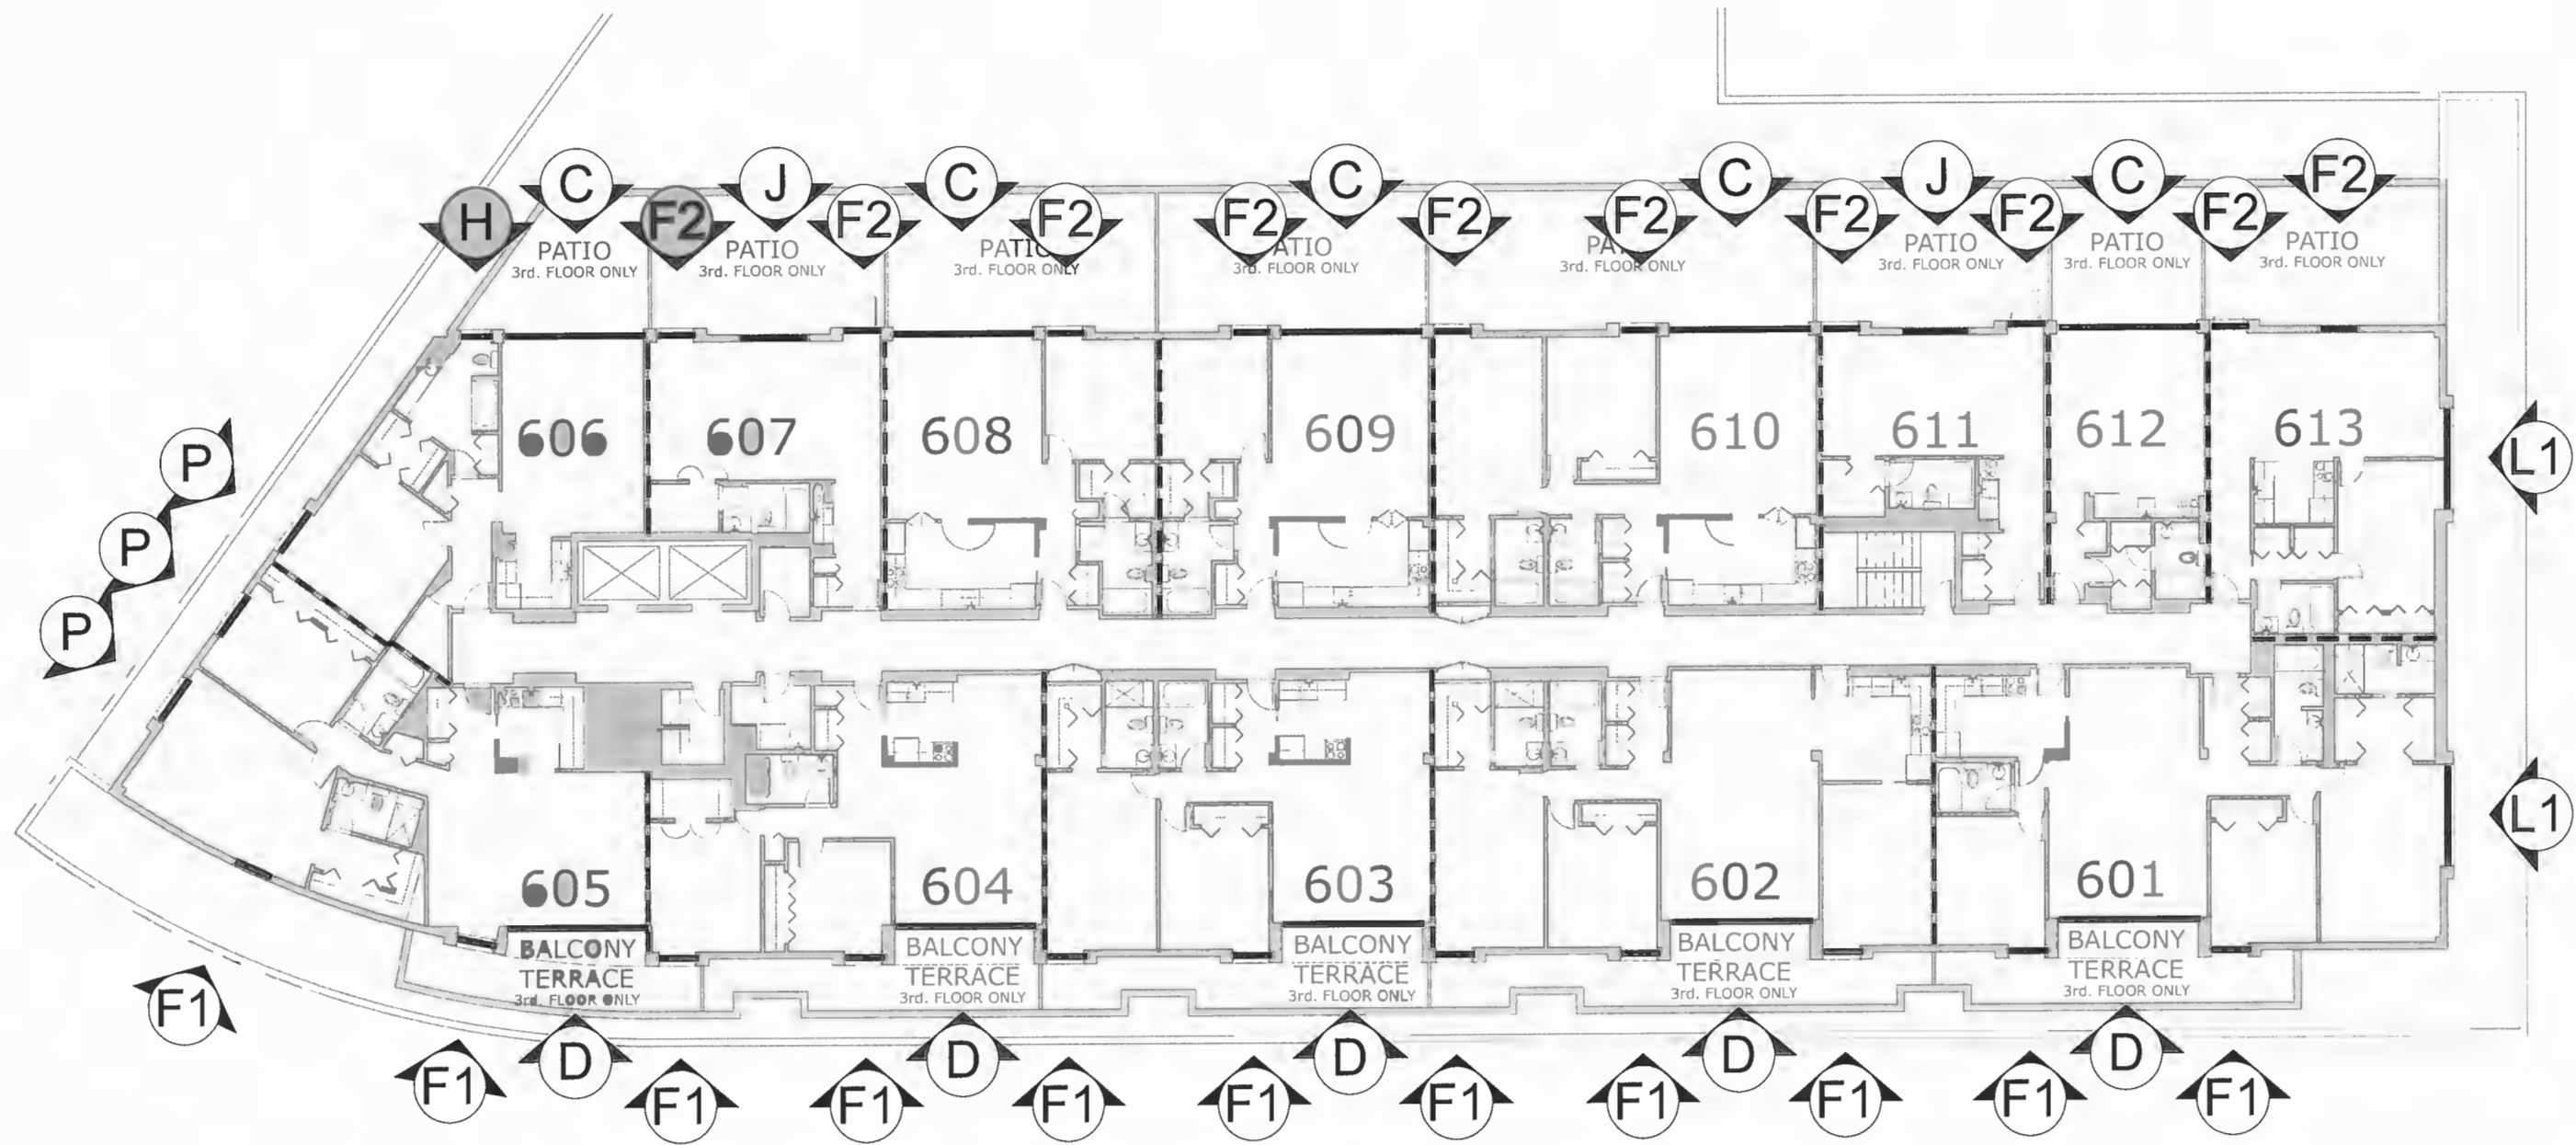 C J C C C J C F2
H F2 F2 F2 F2 F2 F2 F2 F2 F2
PATIO
3rd. FLOOR ONLY
PATIO
3rd. FLOOR ONLY
PATIO
3rd. FLOOR ONLY
PATIO
3rd. FLOOR ONLY
3rd. FLOOR ONLY
PATIO
3rd. FLOOR ONLY
PATIO
3rd. FLOOR ONLY
PATIO
3rd. FLOOR ONLY
606 607 608 609 610 611 612 613
P
P
P
L1
L1
605 604 603 602 601
BALCONY
TERRACE
3rd. FLOOR ONLY
BALCONY
TERRACE
3rd. FLOOR ONLY
BALCONY
TERRACE
3rd. FLOOR ONLY
BALCONY
TERRACE
3rd. FLOOR ONLY
BALCONY
TERRACE
3rd. FLOOR ONLY
F1
D D D D D
F1 F1 F1 F1 F1 F1 F1 F1 F1 F1